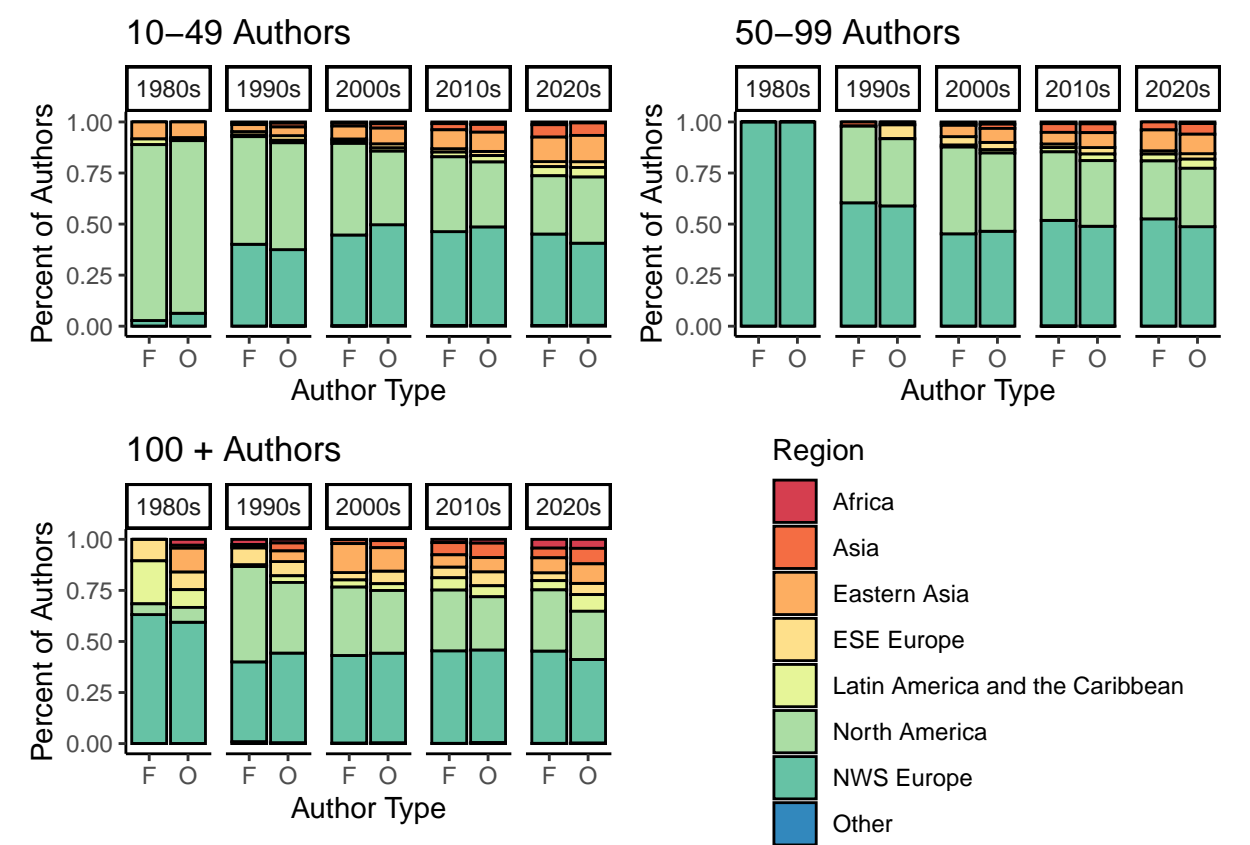 10−49 Authors
1980s 1990s 2000s 2010s 2020s
Percent of Authors
1.00
0.75
0.50
0.25
0.00
F O F O F O F O F O
Author Type
50−99 Authors
1980s 1990s 2000s 2010s 2020s
Percent of Authors
1.00
0.75
0.50
0.25
0.00
F O F O F O F O F O
Author Type
100 + Authors
1980s 1990s 2000s 2010s 2020s
Percent of Authors
1.00
0.75
0.50
0.25
0.00
F O F O F O F O F O
Author Type
Region
Africa
Asia
Eastern Asia
ESE Europe
Latin America and the Caribbean
North America
NWS Europe
Other